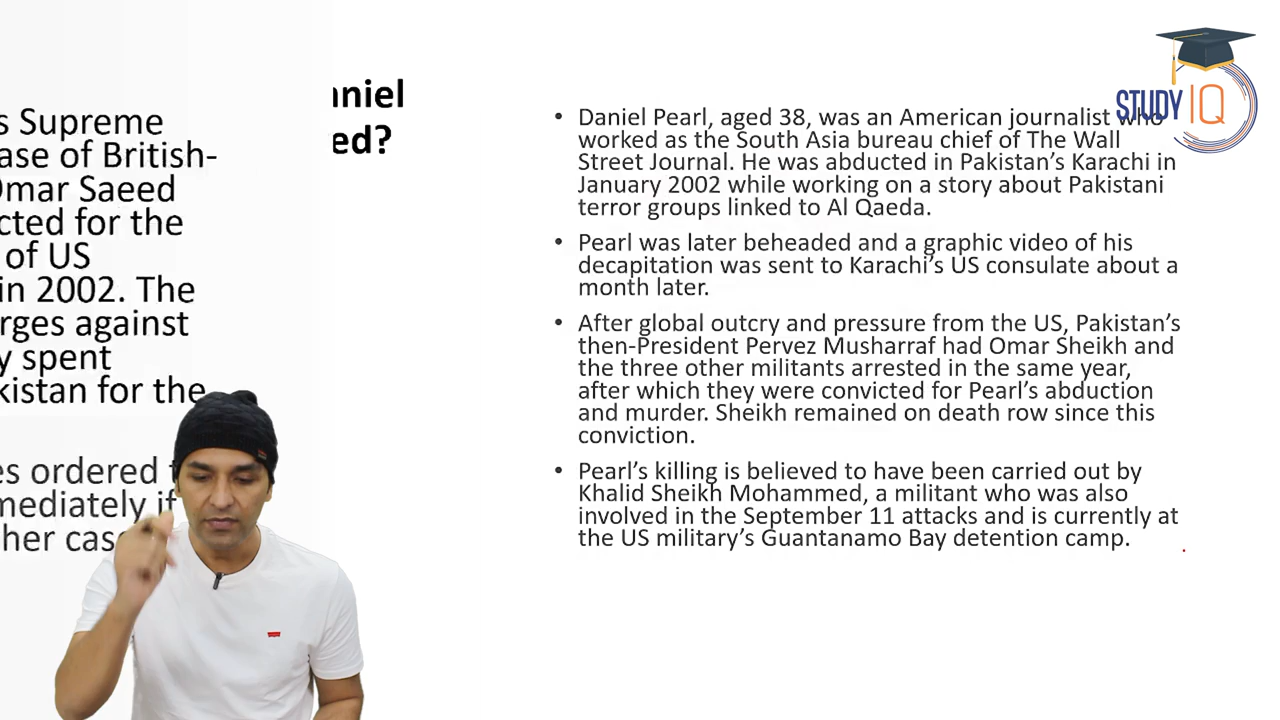 s Supreme
ase of British-
Omar Saeed
cted for the
of US
in 2002. The
rges against
y spent
kistan for the
es ordered
mediately if
her case
niel
ed?
• Daniel Pearl, aged 38, was an American journalist who
worked as the South Asia bureau chief of The Wall
Street Journal. He was abducted in Pakistan’s Karachi in
January 2002 while working on a story about Pakistani
terror groups linked to Al Qaeda.
• Pearl was later beheaded and a graphic video of his
decapitation was sent to Karachi’s US consulate about a
month later.
• After global outcry and pressure from the US, Pakistan’s
then-President Pervez Musharraf had Omar Sheikh and
the three other militants arrested in the same year,
after which they were convicted for Pearl’s abduction
and murder. Sheikh remained on death row since this
conviction.
• Pearl’s killing is believed to have been carried out by
Khalid Sheikh Mohammed, a militant who was also
involved in the September 11 attacks and is currently at
the US military’s Guantanamo Bay detention camp.
STUDY IQ